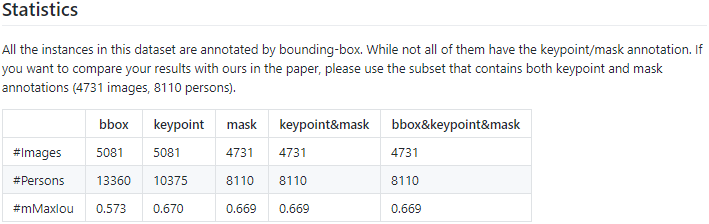 Statistics
All the instances in this dataset are annotated by bounding-box. While not all of them have the keypoint/mask annotation. If
you want to compare your results with ours in the paper, please use the subset that contains both keypoint and mask
annotations (4731 images, 8110 persons).
bbox keypoint mask keypoint&mask bbox&keypoint&mask
#Images 5081 5081 4731 4731 4731
#Persons 13360 10375 8110 8110 8110
#mMaxIou 0.573 0.670 0.669 0.669 0.669